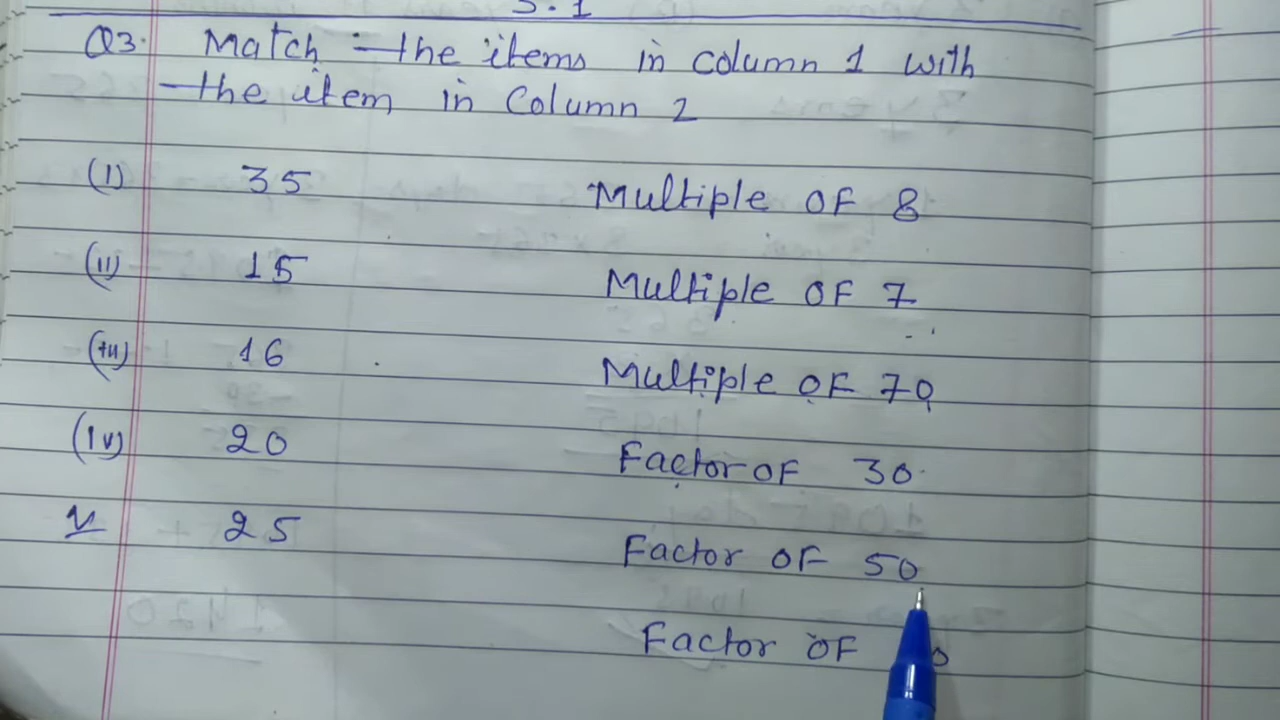 3.1
Q3. Match the items in column 1 with
the item in Column 2
(i) 35 Multiple OF 8
(ii) 15 Multiple OF 7
(iii) 16 Multiple OF 70
(iv) 20 Factor OF 30
v 25 Factor OF 50
Factor OF